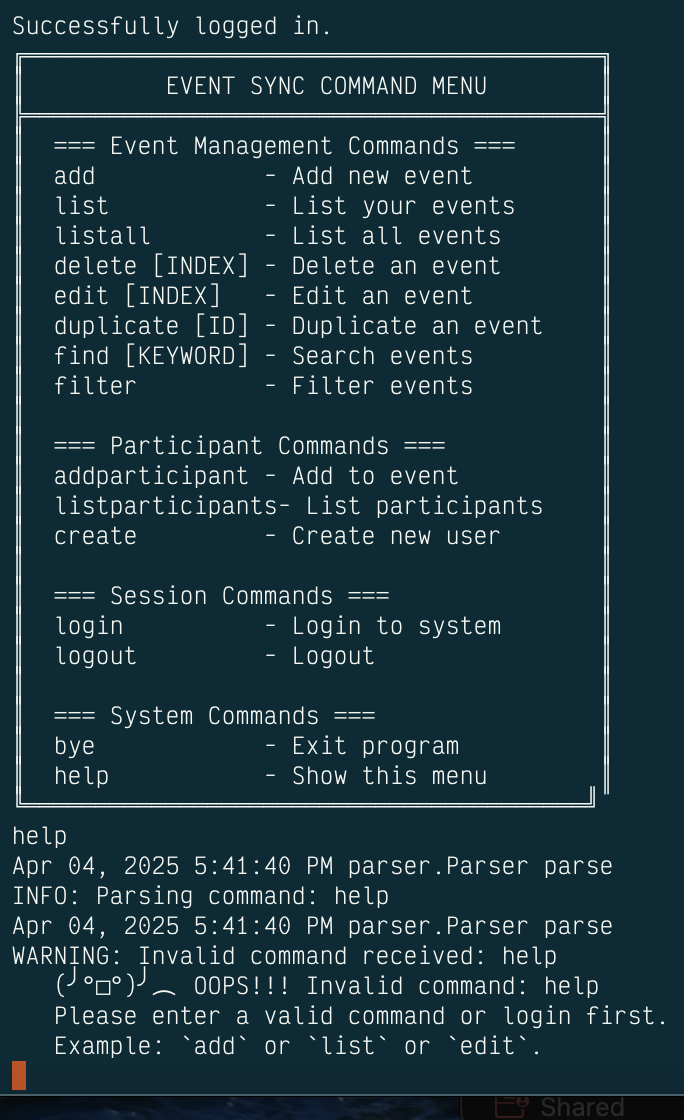 Successfully logged in.
EVENT SYNC COMMAND MENU
=== Event Management Commands ===
add            - Add new event
list           - List your events
listall        - List all events
delete [INDEX] - Delete an event
edit [INDEX]   - Edit an event
duplicate [ID] - Duplicate an event
find [KEYWORD] - Search events
filter         - Filter events
=== Participant Commands ===
addparticipant - Add to event
listparticipants- List participants
create         - Create new user
=== Session Commands ===
login          - Login to system
logout         - Logout
=== System Commands ===
bye            - Exit program
help           - Show this menu
help
Apr 04, 2025 5:41:40 PM parser.Parser parse
INFO: Parsing command: help
Apr 04, 2025 5:41:40 PM parser.Parser parse
WARNING: Invalid command received: help
(╯°□°)╯︵ OOPS!!! Invalid command: help
Please enter a valid command or login first.
Example: `add` or `list` or `edit`.
Shared